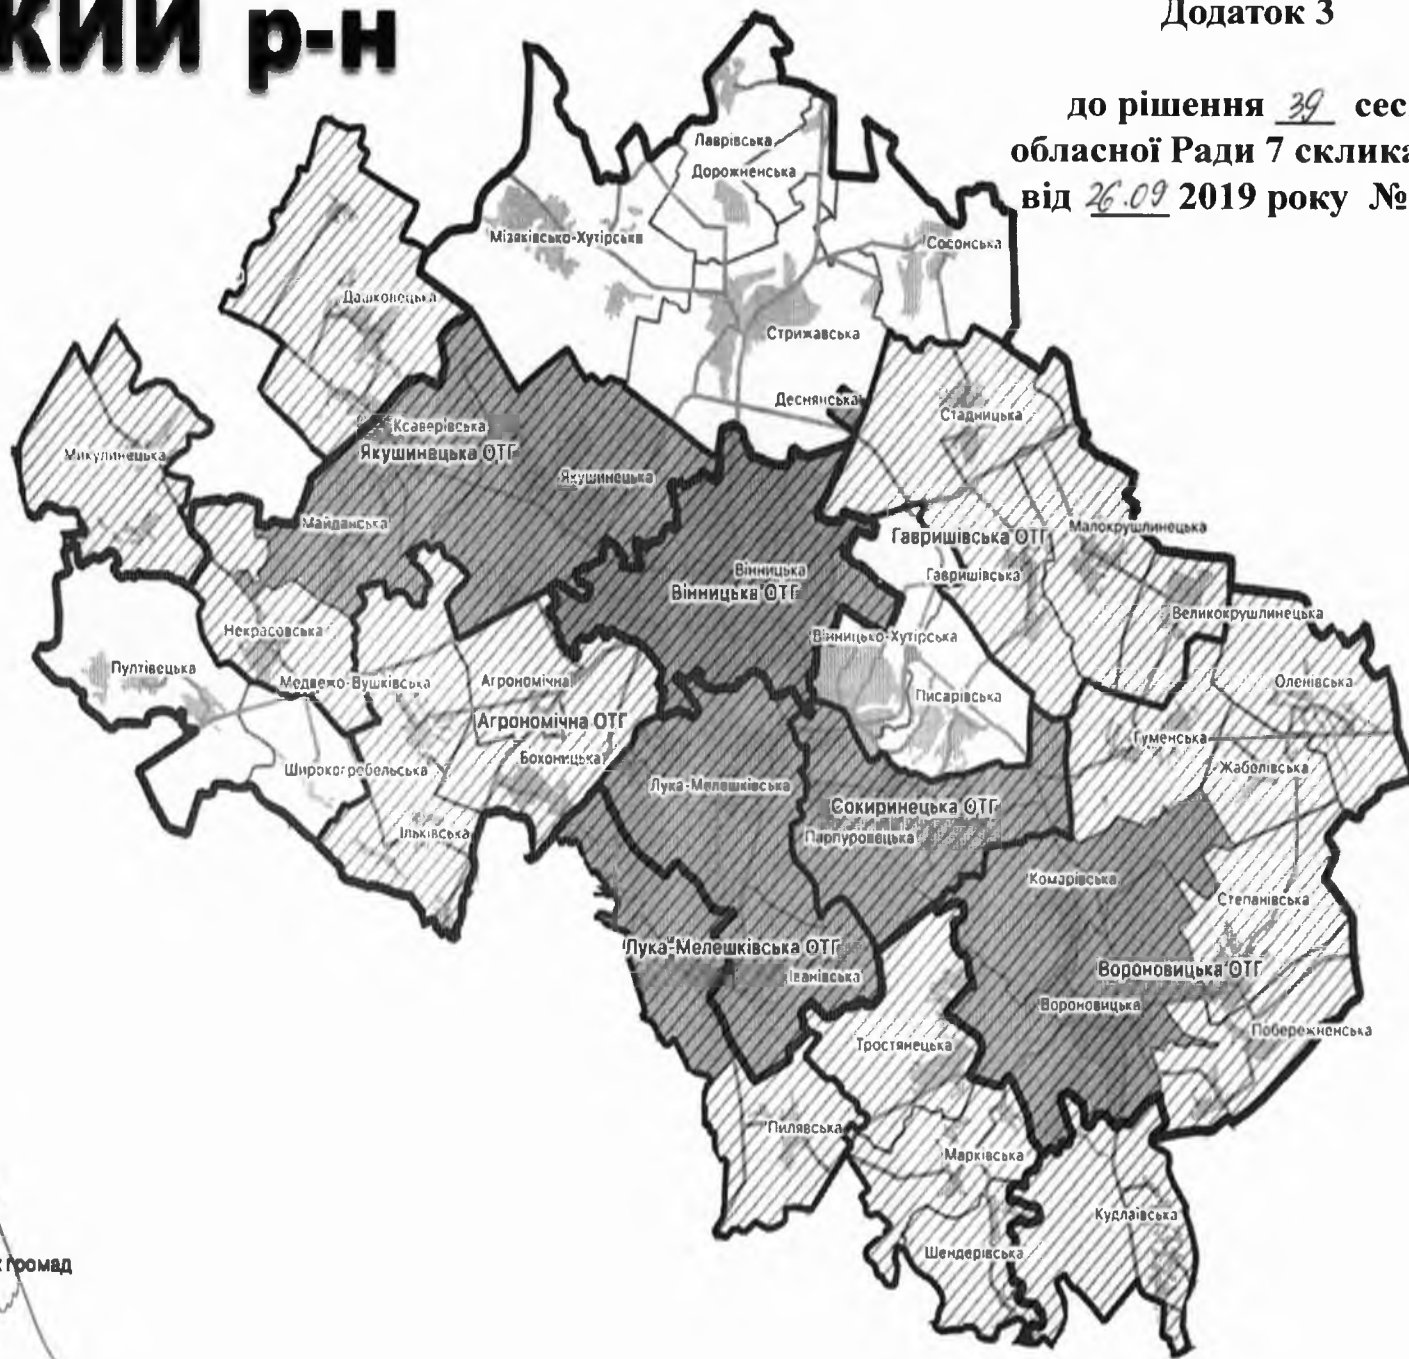 КИЙ р-н
Додаток 3
до рішення 39 сес
обласної Ради 7 склика
від 26.09 2019 року №
Лаврівська
Дорожненська
Мізяківсько-Хутірська
Сосонська
Дашковецька
Стрижавська
Деснянська
Стадницька
Ксаверівська
Якушинецька ОТГ
Микулинецька
Якушинецька
Майданська
Малокрушлинецька
Гавришівська ОТГ
Вінницька
Гавришівська
Вінницька ОТГ
Великокрушлинецька
Некрасовська
Вінницько-Хутірська
Пултівецька
Медвежо-Вушківська
Агрономічна
Оленівська
Писарівська
Агрономічна ОТГ
Гуменська
Бохоницька
Широкогребельська
Жабелівська
Лука-Мелешківська
Сокиринецька ОТГ
Ільківська
Парпуровецька
Комарівська
Степанівська
Лука-Мелешківська ОТГ
Вороновицька ОТГ
Іванівська
Вороновицька
Побережненська
Тростянецька
Пилявська
Марківська
Кудлаївська
Шендерівська
громад